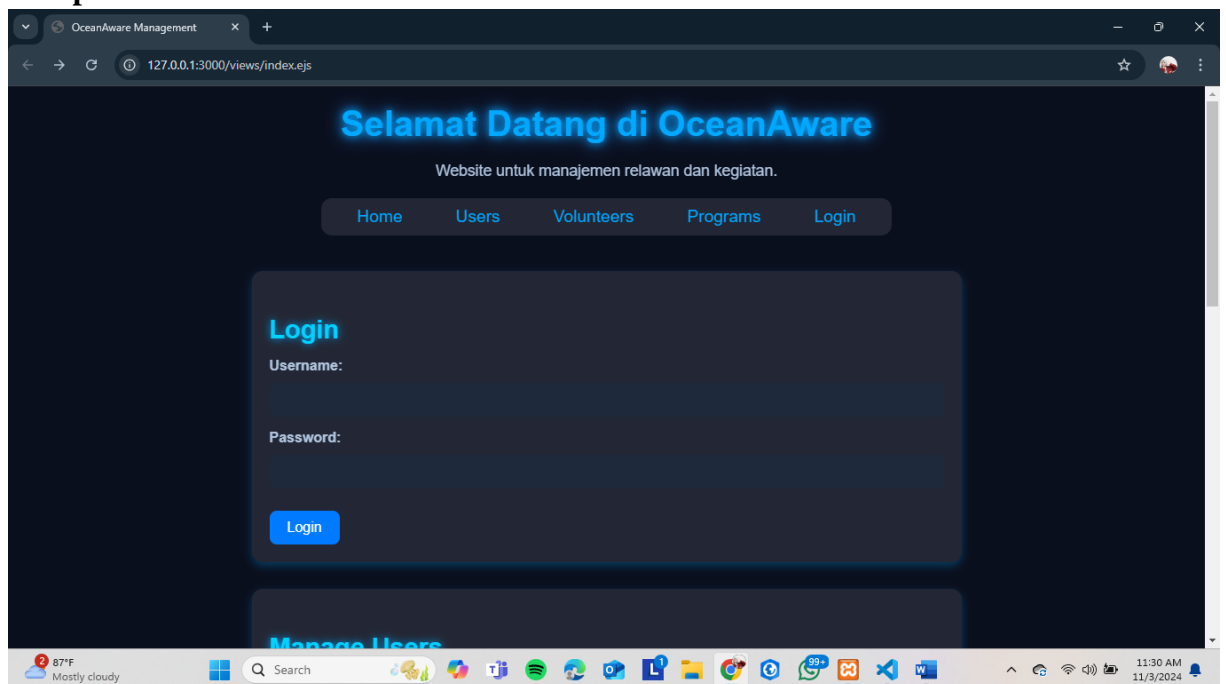 OceanAware Management
127.0.0.1:3000/views/index.ejs
Selamat Datang di OceanAware
Website untuk manajemen relawan dan kegiatan.
Home Users Volunteers Programs Login
Login
Username:
Password:
Login
Manage Users
2
87°F
Mostly cloudy
Search
99+
11:30 AM
11/3/2024